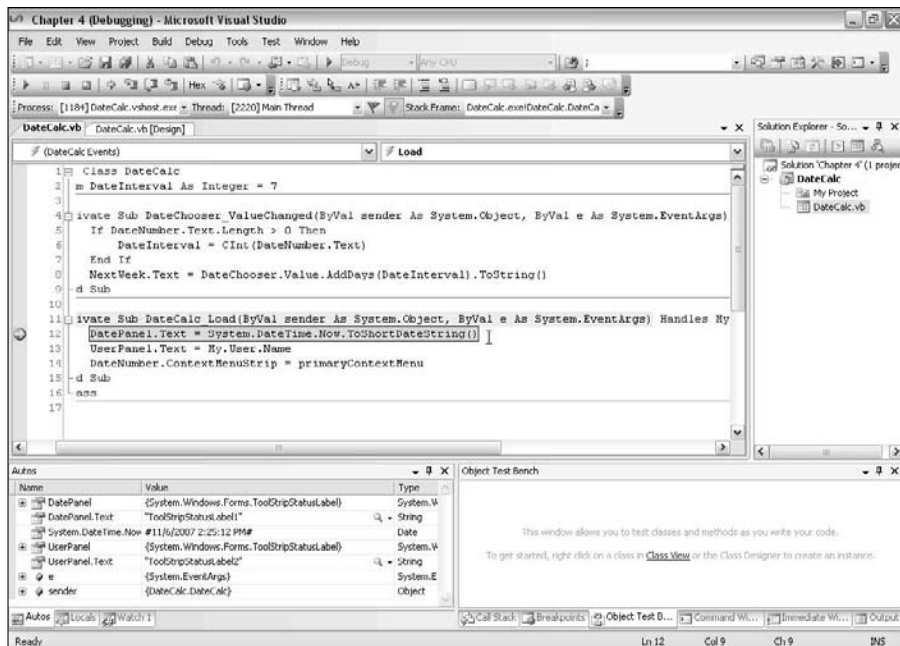 Chapter 4 (Debugging) - Microsoft Visual Studio
File Edit View Project Build Debug Tools Test Window Help
Debug Any CPU
Hex
Process: [1184] DateCalc.vshost.exe Thread: [2220] Main Thread Stack Frame: DateCalc.exe!DateCalc.DateCa
DateCalc.vb DateCalc.vb [Design]
(DateCalc Events) Load
1 Class DateCalc
2 m DateInterval As Integer = 7
3
4 ivate Sub DateChooser_ValueChanged(ByVal sender As System.Object, ByVal e As System.EventArgs)
5 If DateNumber.Text.Length > 0 Then
6 DateInterval = CInt(DateNumber.Text)
7 End If
8 NextWeek.Text = DateChooser.Value.AddDays(DateInterval).ToString()
9 d Sub
10
11 ivate Sub DateCalc_Load(ByVal sender As System.Object, ByVal e As System.EventArgs) Handles My
12 DatePanel.Text = System.DateTime.Now.ToShortDateString()
13 UserPanel.Text = My.User.Name
14 DateNumber.ContextMenuStrip = primaryContextMenu
15 d Sub
16 ass
17
Solution Explorer - So...
Solution 'Chapter 4' (1 projec
DateCalc
My Project
DateCalc.vb
Autos
Name Value Type
DatePanel {System.Windows.Forms.ToolStripStatusLabel} System.W
DatePanel.Text "ToolStripStatusLabel1" String
System.DateTime.Now #11/6/2007 2:25:12 PM# Date
UserPanel {System.Windows.Forms.ToolStripStatusLabel} System.W
UserPanel.Text "ToolStripStatusLabel2" String
e {System.EventArgs} System.E
sender {DateCalc.DateCalc} Object
Autos Locals Watch 1
Object Test Bench
This window allows you to test classes and methods as you write your code.
To get started, right click on a class in Class View or the Class Designer to create an instance.
Call Stack Breakpoints Object Test B... Command Wi... Immediate Wi... Output
Ready Ln 12 Col 9 Ch 9 INS